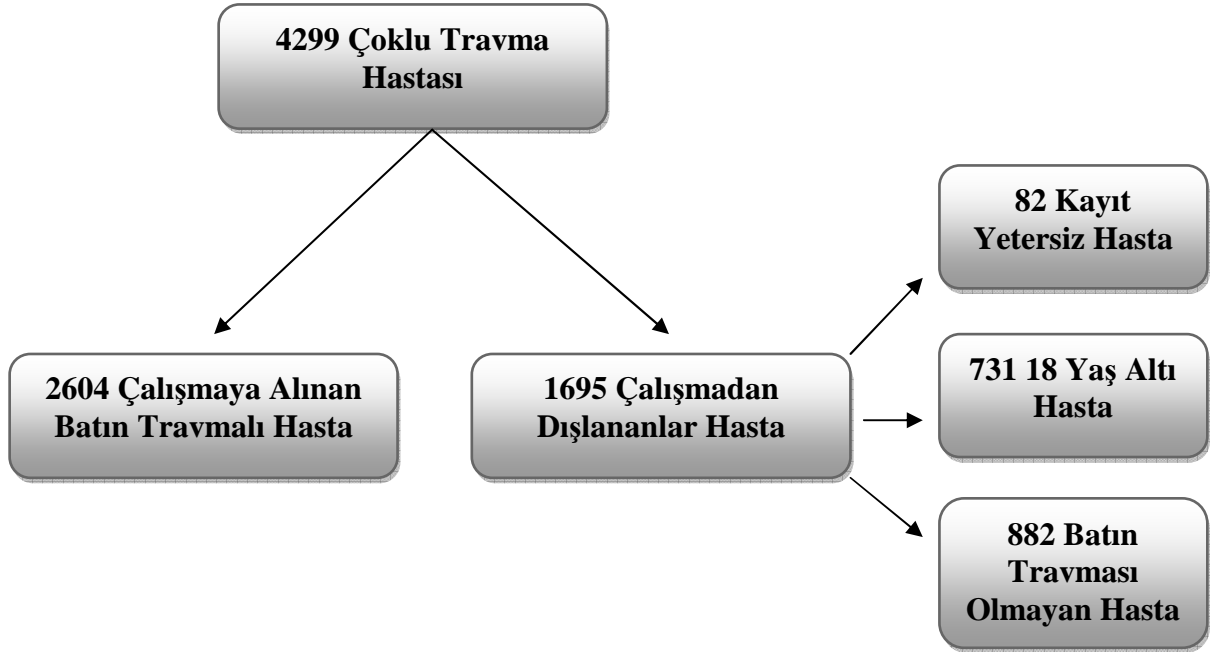 4299 Çoklu Travma
Hastası
2604 Çalışmaya Alınan
Batın Travmalı Hasta
1695 Çalışmadan
Dışlananlar Hasta
82 Kayıt
Yetersiz Hasta
731 18 Yaş Altı
Hasta
882 Batın
Travması
Olmayan Hasta